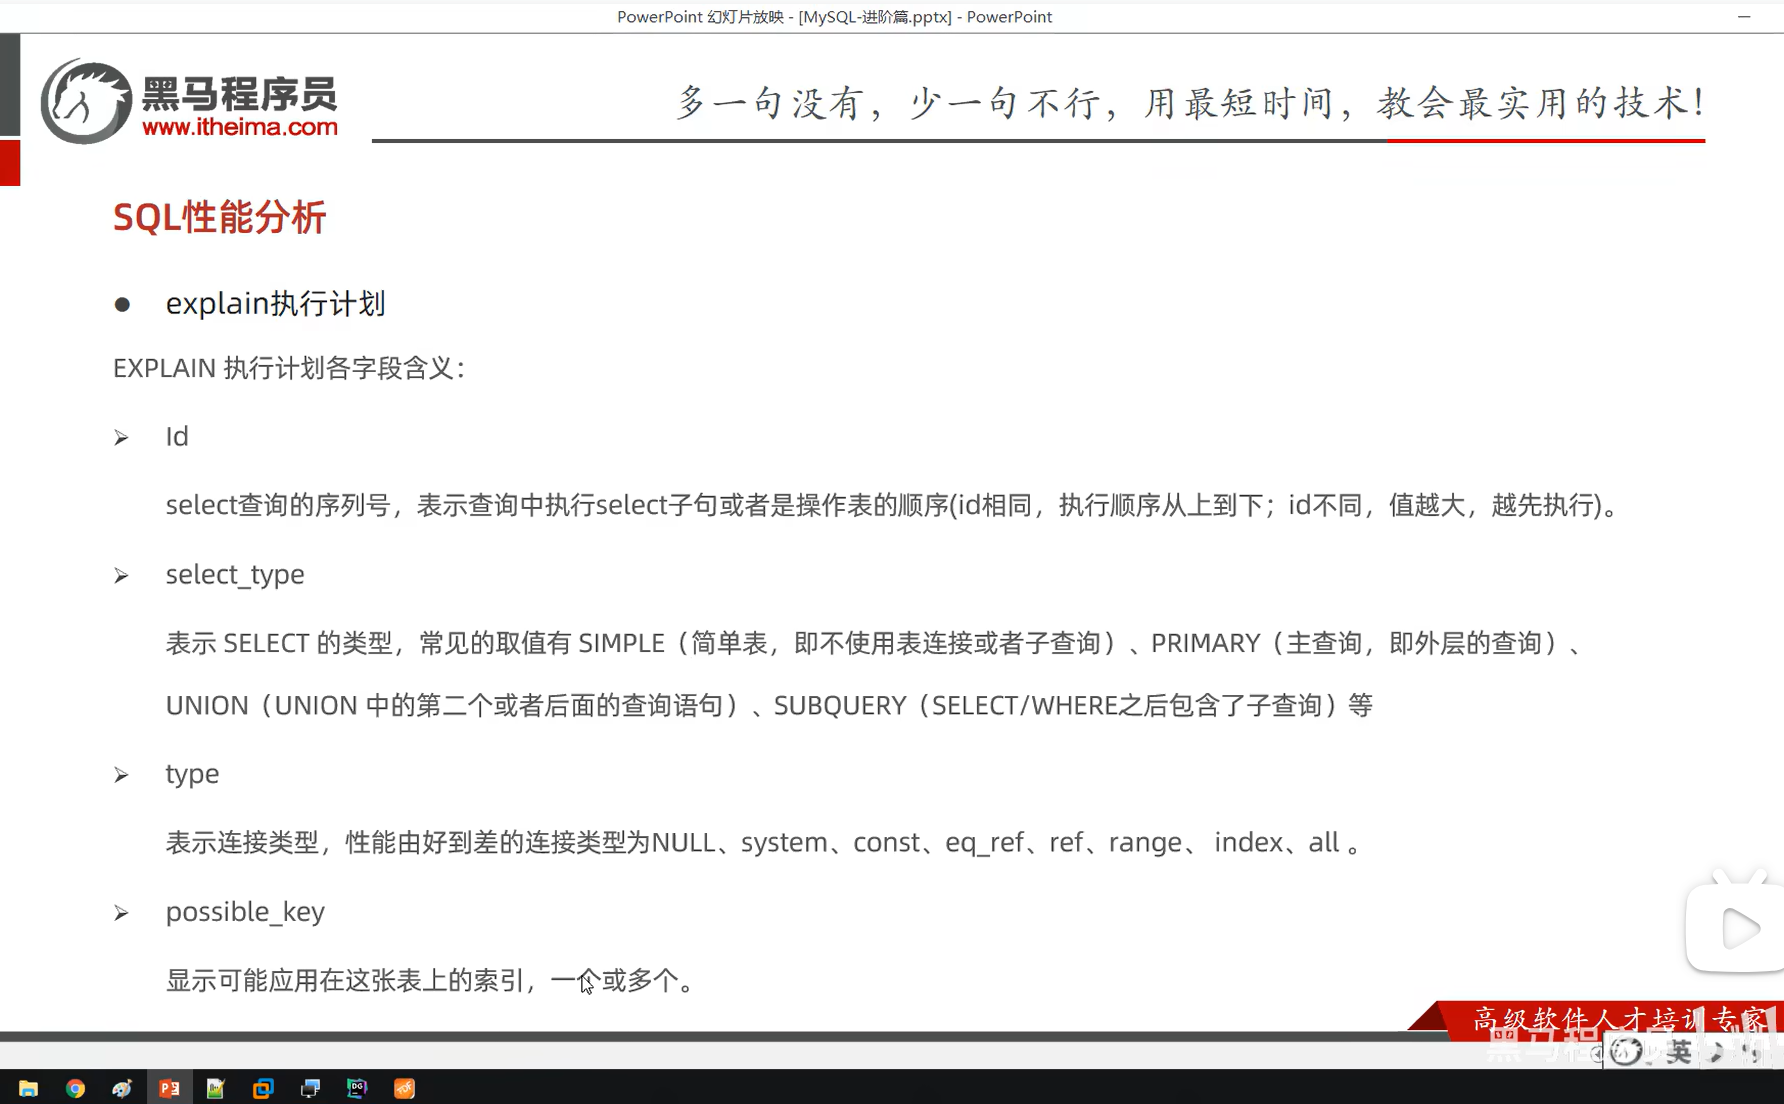 PowerPoint 幻灯片放映 - [MySQL-进阶篇.pptx] - PowerPoint
黑马程序员
www.itheima.com
多一句没有，少一句不行，用最短时间，教会最实用的技术！
SQL性能分析
● explain执行计划
EXPLAIN 执行计划各字段含义：
➢ Id
select查询的序列号，表示查询中执行select子句或者是操作表的顺序(id相同，执行顺序从上到下；id不同，值越大，越先执行)。
➢ select_type
表示 SELECT 的类型，常见的取值有 SIMPLE（简单表，即不使用表连接或者子查询）、PRIMARY（主查询，即外层的查询）、
UNION（UNION 中的第二个或者后面的查询语句）、SUBQUERY（SELECT/WHERE之后包含了子查询）等
➢ type
表示连接类型，性能由好到差的连接类型为NULL、system、const、eq_ref、ref、range、 index、all 。
➢ possible_key
显示可能应用在这张表上的索引，一个或多个。
高级软件人才培训专家
黑马程
英